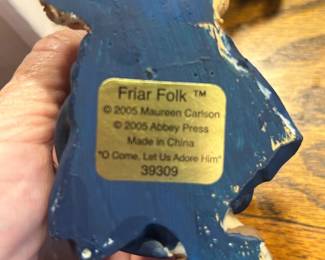 Friar Folk ™
© 2005 Maureen Carlson
© 2005 Abbey Press
Made in China
"O Come, Let Us Adore Him"
39309